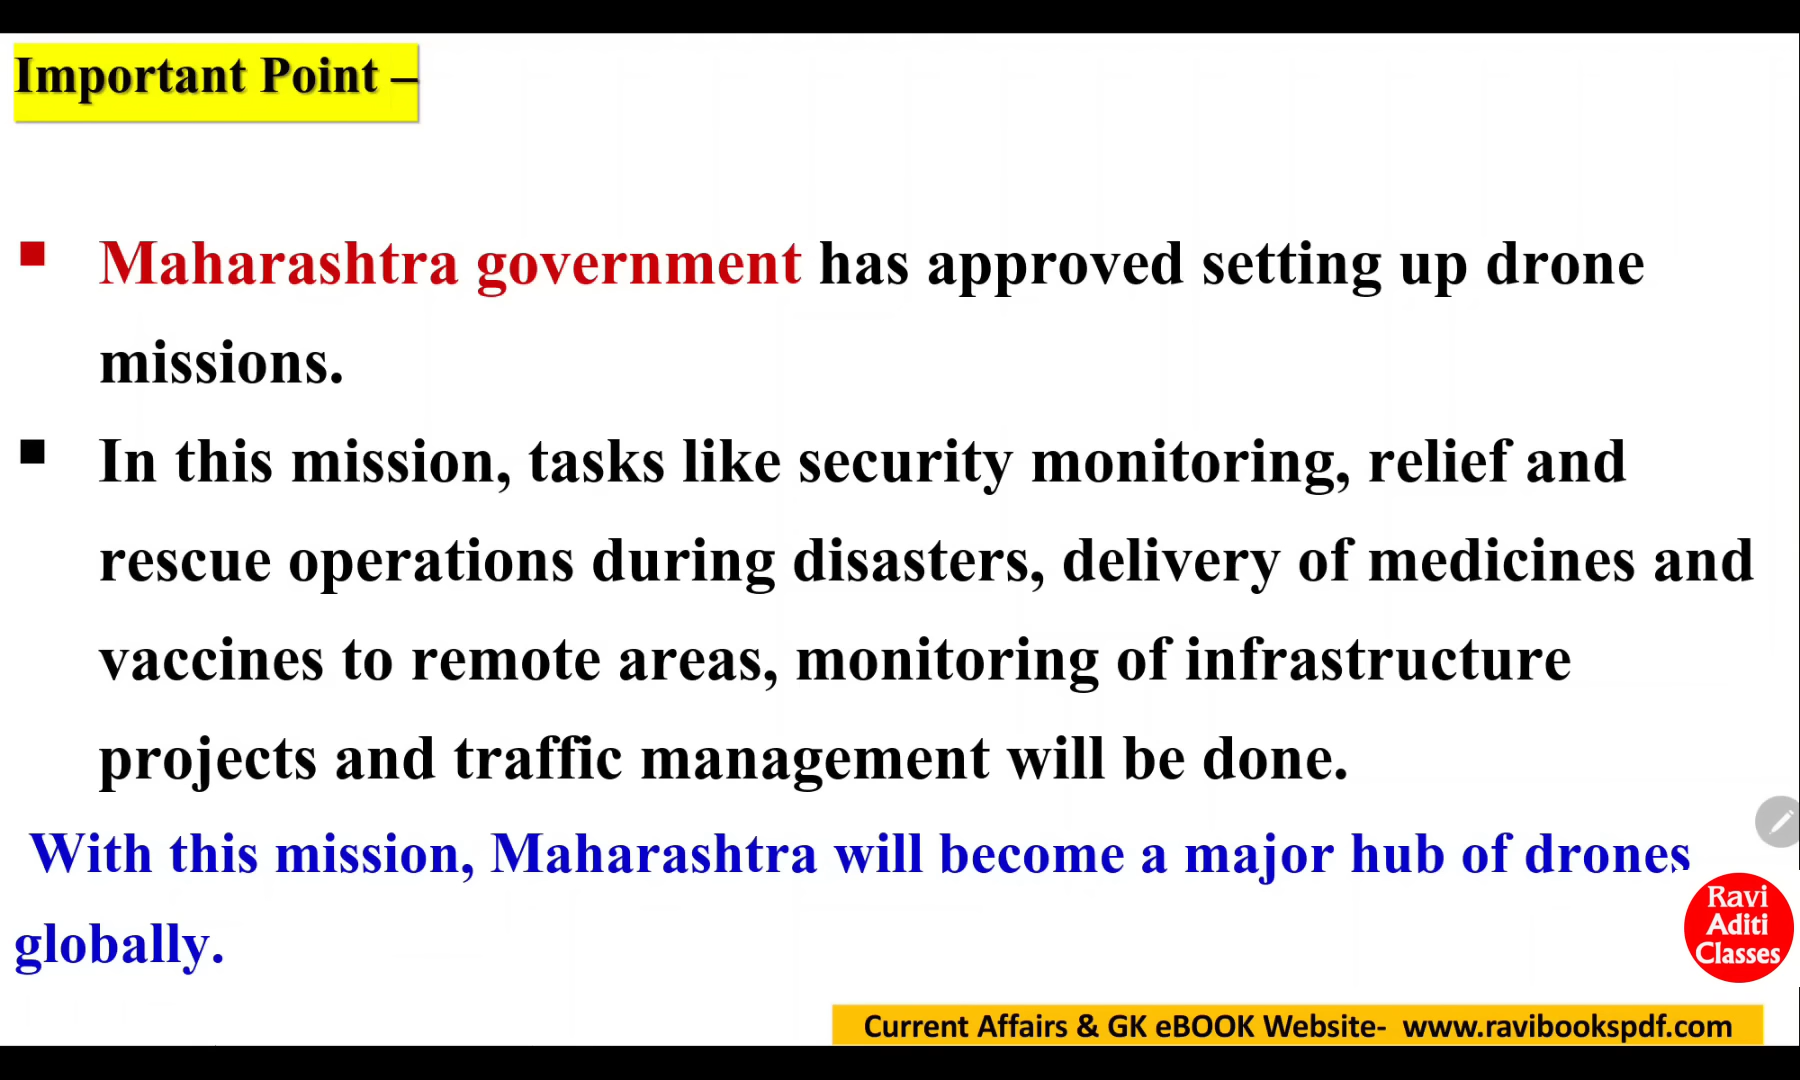 Important Point –
▪ Maharashtra government has approved setting up drone
missions.
▪ In this mission, tasks like security monitoring, relief and
rescue operations during disasters, delivery of medicines and
vaccines to remote areas, monitoring of infrastructure
projects and traffic management will be done.
With this mission, Maharashtra will become a major hub of drones
globally.
Ravi
Aditi
Classes
Current Affairs & GK eBOOK Website- www.ravibookspdf.com